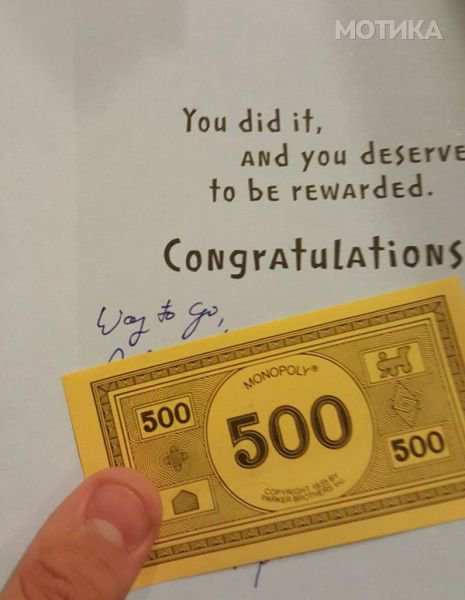 МОТИКА
You did it,
and you deserve
to be rewarded.
Congratulations
Way to go,
MONOPOLY®
500
500
500
COPYRIGHT 1935 BY
PARKER BROTHERS INC